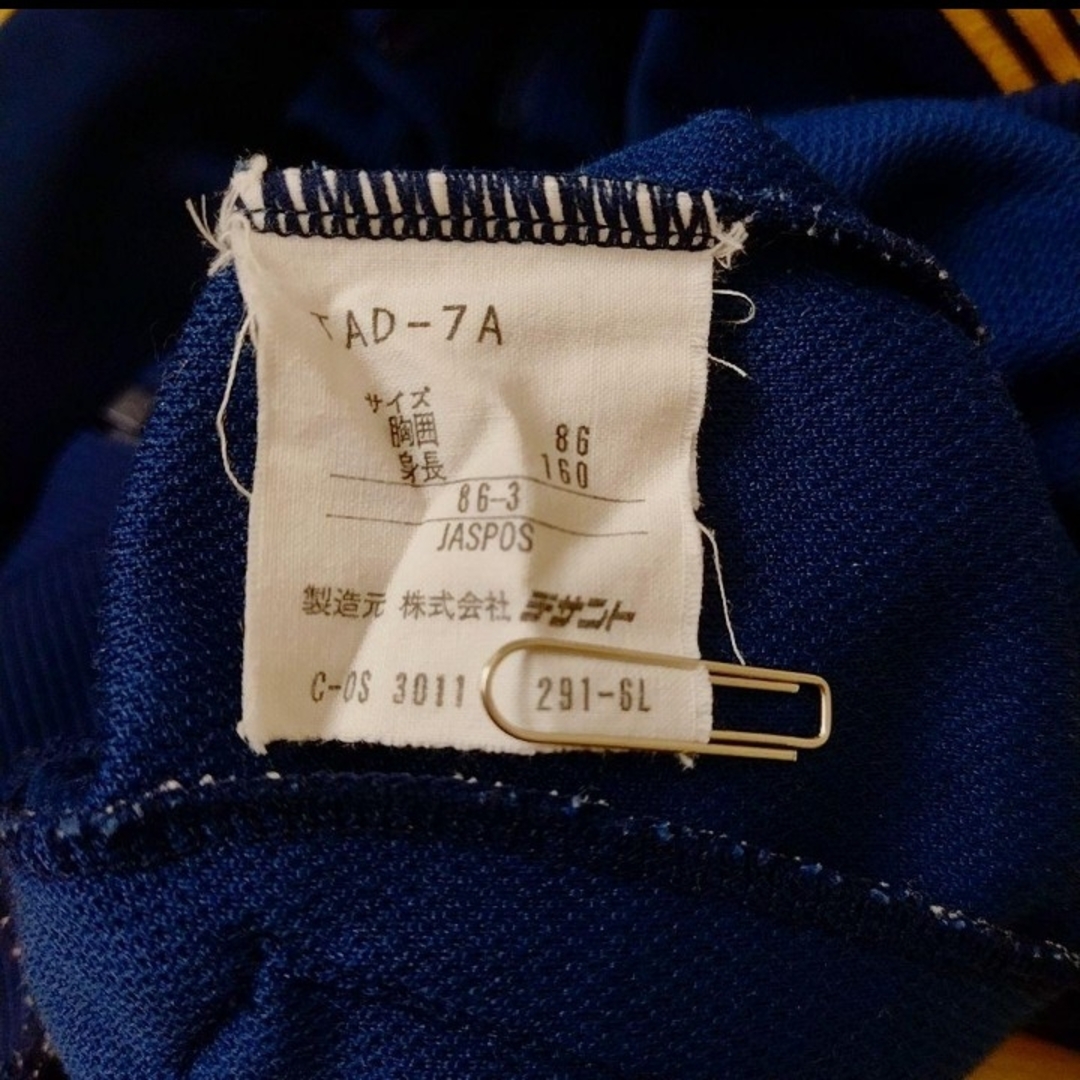 TAD-7A
サイズ
胸囲 86
身長 160
86-3
JASPOS
製造元 株式会社 デサント
C-OS 3011 291-6L